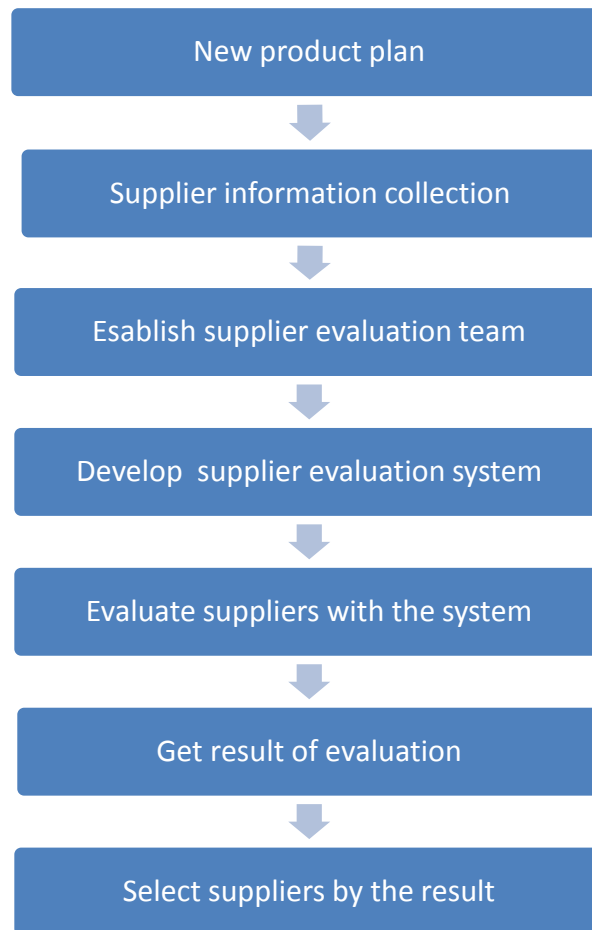 New product plan
Supplier information collection
Esablish supplier evaluation team
Develop  supplier evaluation system
Evaluate suppliers with the system
Get result of evaluation
Select suppliers by the result